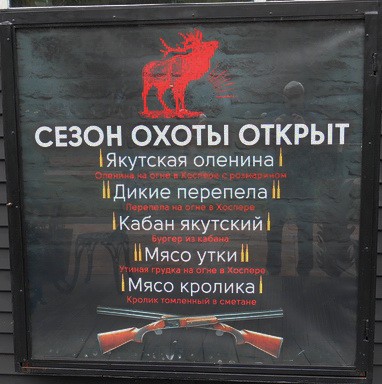 СЕЗОН ОХОТЫ ОТКРЫТ
Якутская оленина
Оленина на огне в Хоспере с розмарином
Дикие перепела
Перепела на огне в Хоспере
Кабан якутский
Бургер из кабана
Мясо утки
Утиная грудка на огне в Хоспере
Мясо кролика
Кролик томленный в сметане